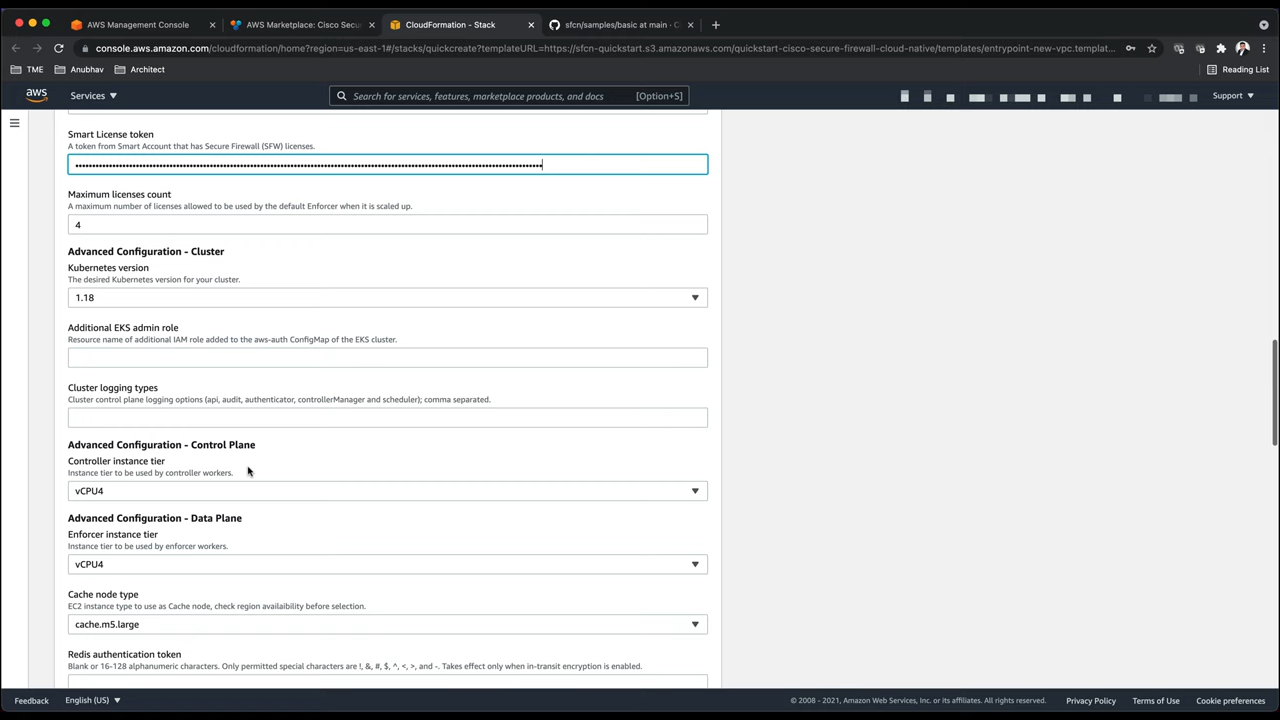 AWS Management Console
AWS Marketplace: Cisco Secu
CloudFormation - Stack
sfcn/samples/basic at main · C
console.aws.amazon.com/cloudformation/home?region=us-east-1#/stacks/quickcreate?templateURL=https://sfcn-quickstart.s3.amazonaws.com/quickstart-cisco-secure-firewall-cloud-native/templates/entrypoint-new-vpc.templat...
TME
Anubhav
Architect
Reading List
aws
Services
Search for services, features, marketplace products, and docs
[Option+S]
Support
Smart License token
A token from Smart Account that has Secure Firewall (SFW) licenses.
Maximum licenses count
A maximum number of licenses allowed to be used by the default Enforcer when it is scaled up.
4
Advanced Configuration - Cluster
Kubernetes version
The desired Kubernetes version for your cluster.
1.18
Additional EKS admin role
Resource name of additional IAM role added to the aws-auth ConfigMap of the EKS cluster.
Cluster logging types
Cluster control plane logging options (api, audit, authenticator, controllerManager and scheduler); comma separated.
Advanced Configuration - Control Plane
Controller instance tier
Instance tier to be used by controller workers.
vCPU4
Advanced Configuration - Data Plane
Enforcer instance tier
Instance tier to be used by enforcer workers.
vCPU4
Cache node type
EC2 instance type to use as Cache node, check region availaibility before selection.
cache.m5.large
Redis authentication token
Blank or 16-128 alphanumeric characters. Only permitted special characters are !, &, #, $, ^, <, >, and -. Takes effect only when in-transit encryption is enabled.
Feedback
English (US)
© 2008 - 2021, Amazon Web Services, Inc. or its affiliates. All rights reserved.
Privacy Policy
Terms of Use
Cookie preferences